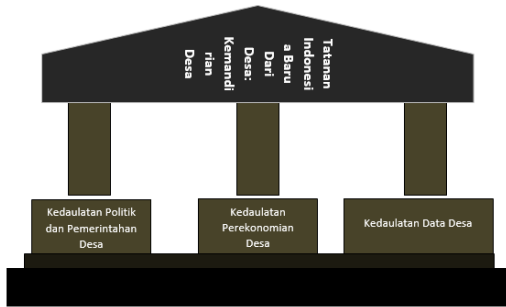 Tatanan
Indonesi
a Baru
Dari
Desa:
Kemandi
rian
Desa
Kedaulatan Politik
dan Pemerintahan
Desa
Kedaulatan
Perekonomian
Desa
Kedaulatan Data Desa